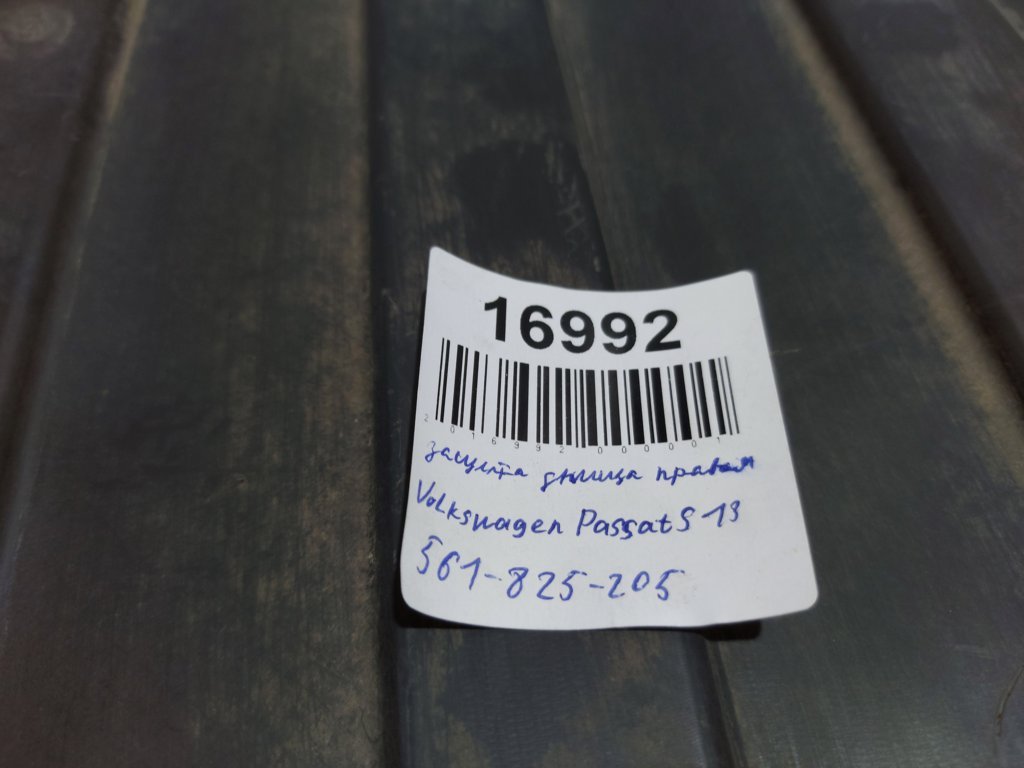 16992
2016992000001
защита днища правая
Volkswagen Passat S 13
561-825-205